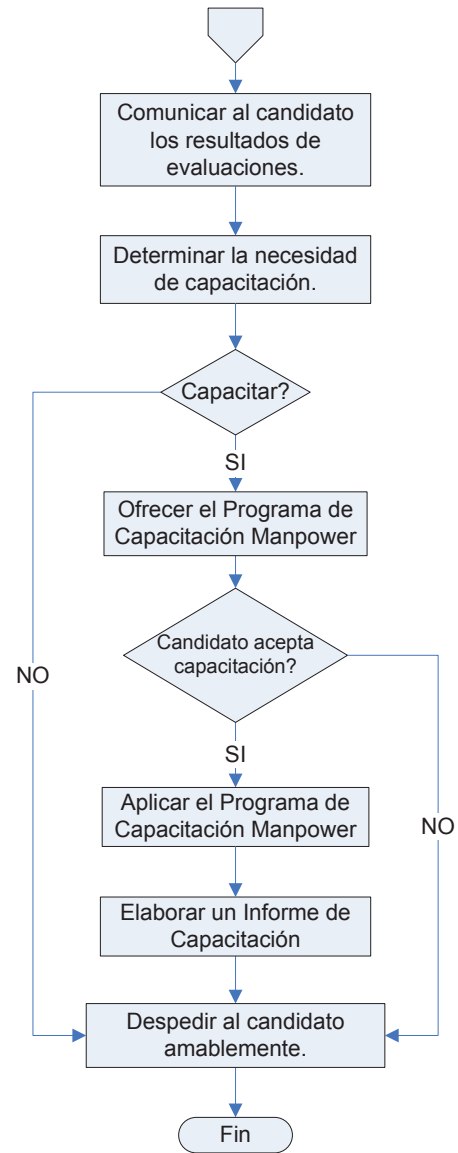 Comunicar al candidato
los resultados de
evaluaciones.
Determinar la necesidad
de capacitación.
Capacitar?
SI
Ofrecer el Programa de
Capacitación Manpower
Candidato acepta
capacitación?
NO
SI
Aplicar el Programa de
Capacitación Manpower
NO
Elaborar un Informe de
Capacitación
Despedir al candidato
amablemente.
Fin